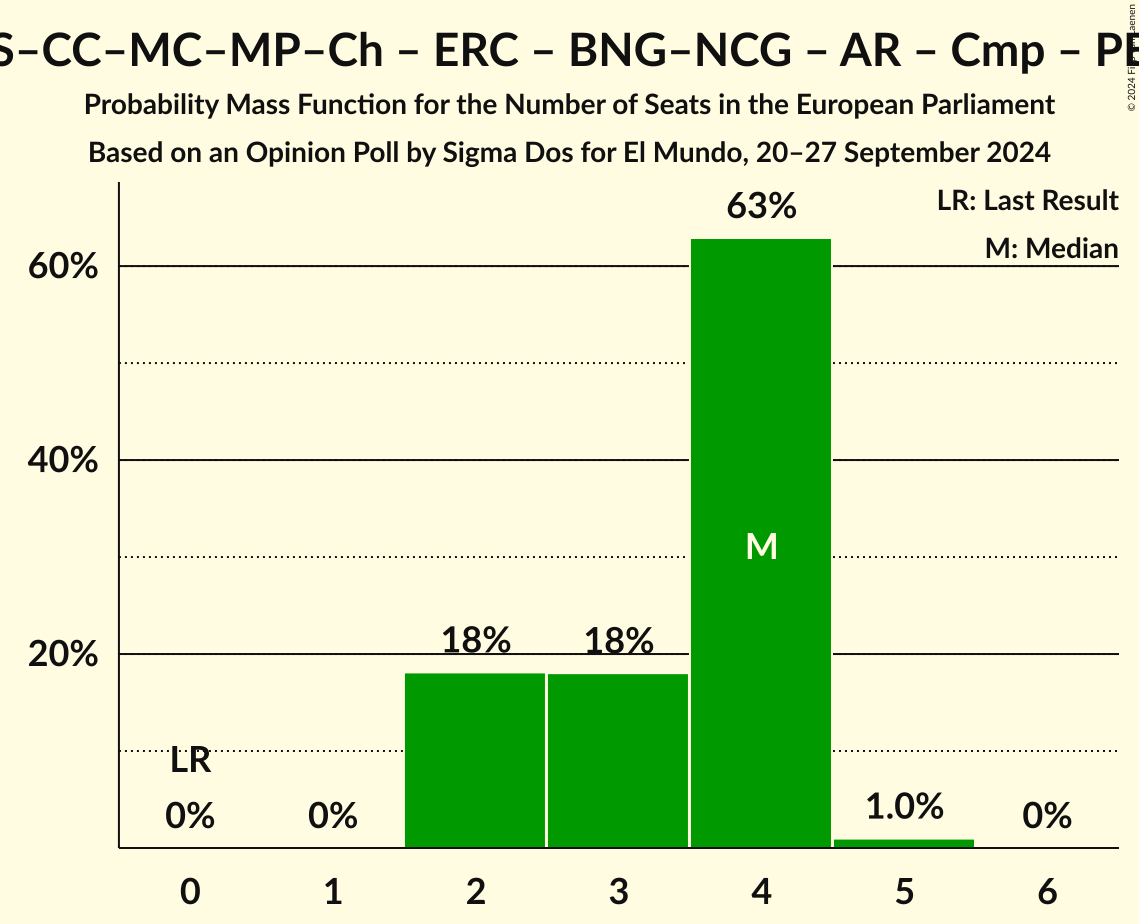 S–CC–MC–MP–Ch – ERC – BNG–NCG – AR – Cmp –
Probability Mass Function for the Number of Seats in the European Parliament
Based on an Opinion Poll by Sigma Dos for El Mundo, 20–27 September 2024
© 2024
LR: Last Result
M: Median
63%
60%
40%
M
20%
18%
18%
LR
0%
0%
1.0%
0%
0
1
2
3
4
5
6